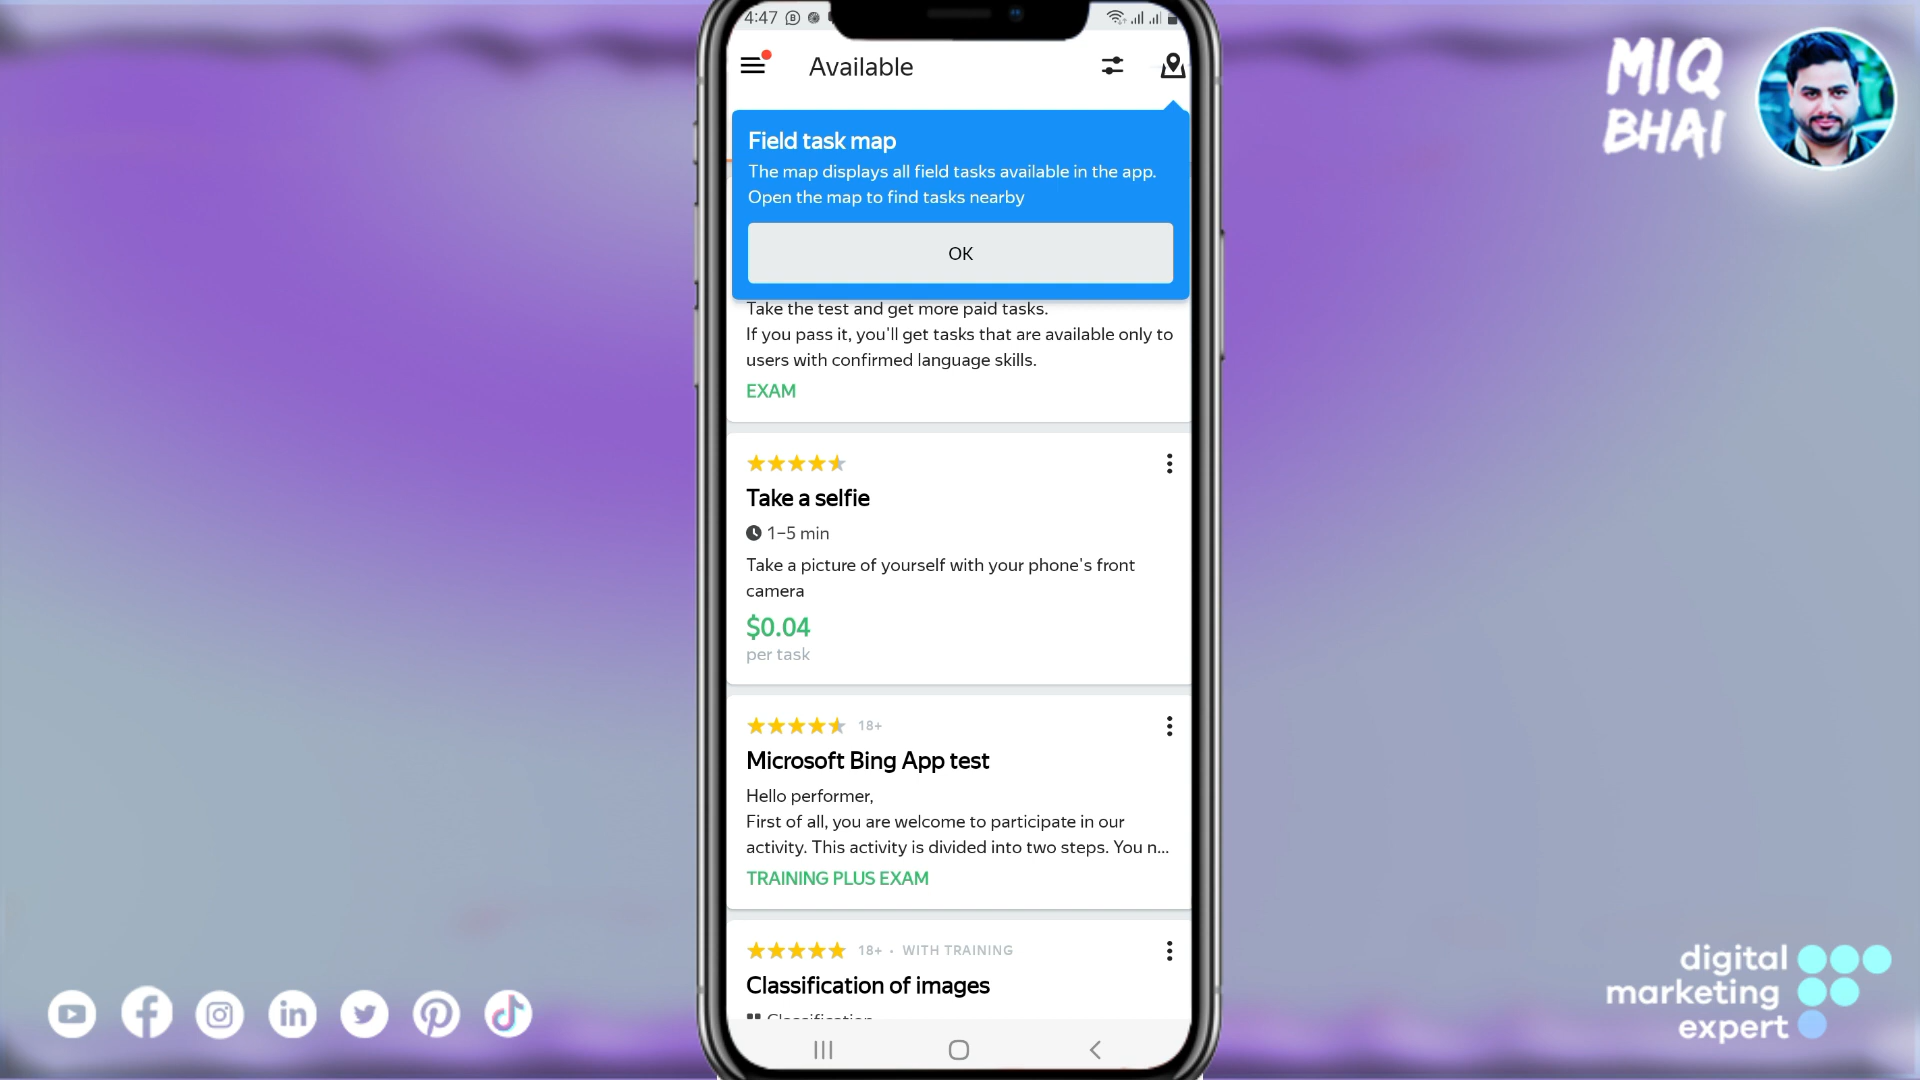 4:47
Available
MIQ
BHAI
Field task map
The map displays all field tasks available in the app.
Open the map to find tasks nearby
OK
Take the test and get more paid tasks.
If you pass it, you'll get tasks that are available only to
users with confirmed language skills.
EXAM
Take a selfie
1–5 min
Take a picture of yourself with your phone's front
camera
$0.04
per task
18+
Microsoft Bing App test
Hello performer,
First of all, you are welcome to participate in our
activity. This activity is divided into two steps. You n...
TRAINING PLUS EXAM
18+ • WITH TRAINING
Classification of images
Classification
digital
marketing
expert